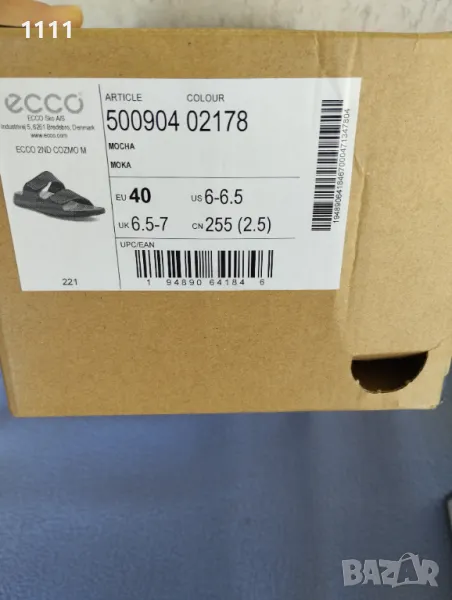 1111
ecco
ECCO Sko A/S
Industrivej 5, 6261 Bredebro, Denmark
www.ecco.com
ECCO 2ND COZMO M
221
ARTICLE COLOUR
500904 02178
MOCHA
MOKA
EU 40 US 6-6.5
UK 6.5-7 CN 255 (2.5)
UPC/EAN
1 94890 64184 6
BAZAR